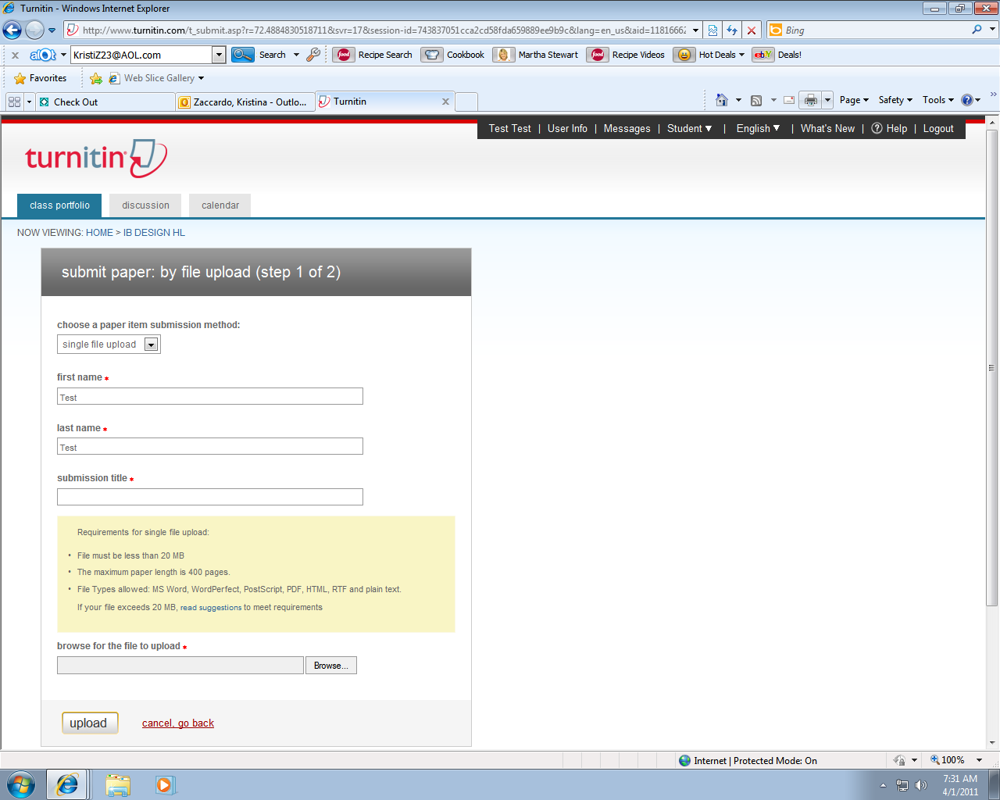 Turnitin - Windows Internet Explorer
http://www.turnitin.com/t_submit.asp?r=72.4884830518711&svr=17&session-id=743837051cca2cd58fda659889ee9b9c&lang=en_us&aid=1181666
Bing
alot KristiZ23@AOL.com Search food Recipe Search Cookbook Martha Stewart food Recipe Videos Hot Deals ebY Deals!
Favorites Web Slice Gallery
Check Out Zaccardo, Kristina - Outlo... Turnitin Page Safety Tools
Test Test | User Info | Messages | Student | English | What's New | Help | Logout
turnitin
class portfolio discussion calendar
NOW VIEWING: HOME > IB DESIGN HL
submit paper: by file upload (step 1 of 2)
choose a paper item submission method:
single file upload
first name *
Test
last name *
Test
submission title *
Requirements for single file upload:
• File must be less than 20 MB
• The maximum paper length is 400 pages.
• File Types allowed: MS Word, WordPerfect, PostScript, PDF, HTML, RTF and plain text.
If your file exceeds 20 MB, read suggestions to meet requirements
browse for the file to upload *
Browse...
upload cancel, go back
Internet | Protected Mode: On 100%
7:31 AM
4/1/2011